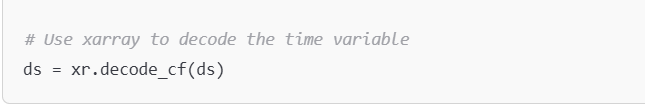 # Use xarray to decode the time variable
ds = xr.decode_cf(ds)